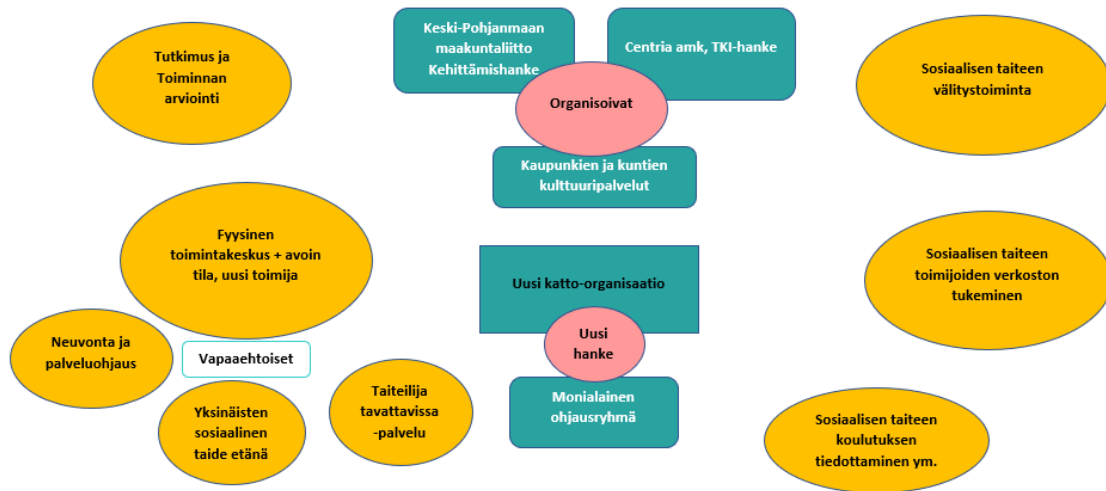 Tutkimus ja
Toiminnan
arviointi
Keski-Pohjanmaan
maakuntaliitto
Kehittämishanke
Centria amk, TKI-hanke
Organisoivat
Kaupunkien ja kuntien
kulttuuripalvelut
Sosiaalisen taiteen
välitystoiminta
Fyysinen
toimintakeskus + avoin
tila, uusi toimija
Uusi katto-organisaatio
Uusi
hanke
Monialainen
ohjausryhmä
Sosiaalisen taiteen
toimijoiden verkoston
tukeminen
Neuvonta ja
palveluohjaus
Vapaaehtoiset
Yksinäisten
sosiaalinen
taide etänä
Taiteilija
tavattavissa
-palvelu
Sosiaalisen taiteen
koulutuksen
tiedottaminen ym.